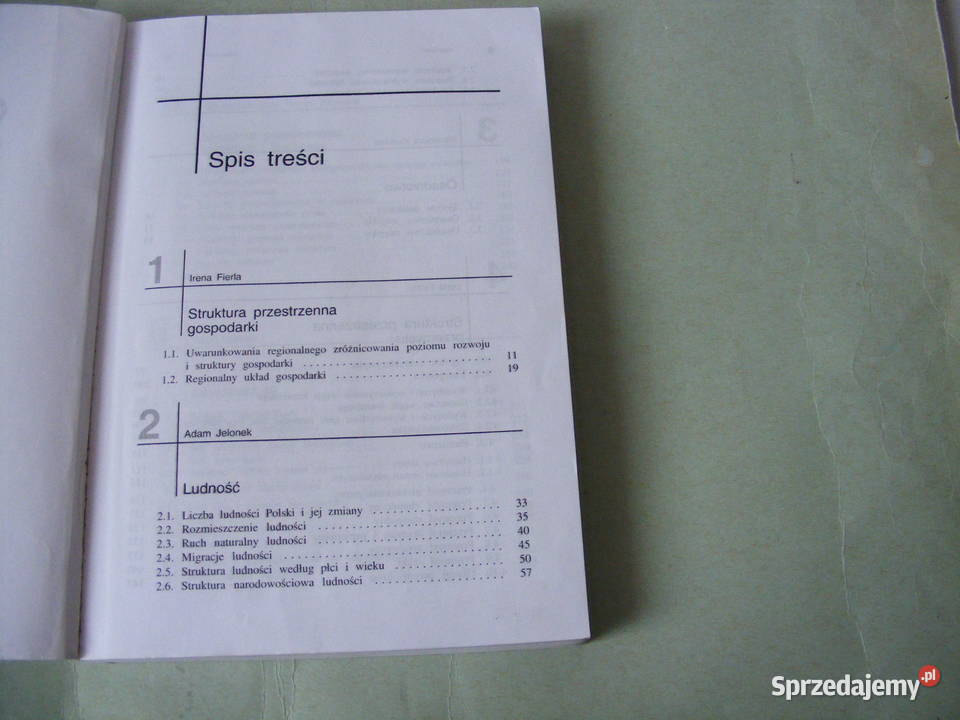 Spis treści
1
Irena Fierla
Struktura przestrzenna
gospodarki
1.1. Uwarunkowania regionalnego zróżnicowania poziomu rozwoju
i struktury gospodarki . . . . . . . . . . . . . . . . . . . . . . . . . . . . 11
1.2. Regionalny układ gospodarki . . . . . . . . . . . . . . . . . . . . . . . 19
2
Adam Jelonek
Ludność
2.1. Liczba ludności Polski i jej zmiany . . . . . . . . . . . . . . . . . . 33
2.2. Rozmieszczenie ludności . . . . . . . . . . . . . . . . . . . . . . . . . . 35
2.3. Ruch naturalny ludności . . . . . . . . . . . . . . . . . . . . . . . . . . 40
2.4. Migracje ludności . . . . . . . . . . . . . . . . . . . . . . . . . . . . . . . 45
2.5. Struktura ludności według płci i wieku . . . . . . . . . . . . . . . 50
2.6. Struktura narodowościowa ludności . . . . . . . . . . . . . . . . . . 57
Sprzedajemy.pl